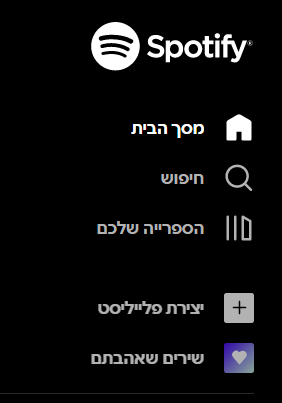 Spotify®
מסך הבית
חיפוש
הספרייה שלכם
יצירת פלייליסט
שירים שאהבתם